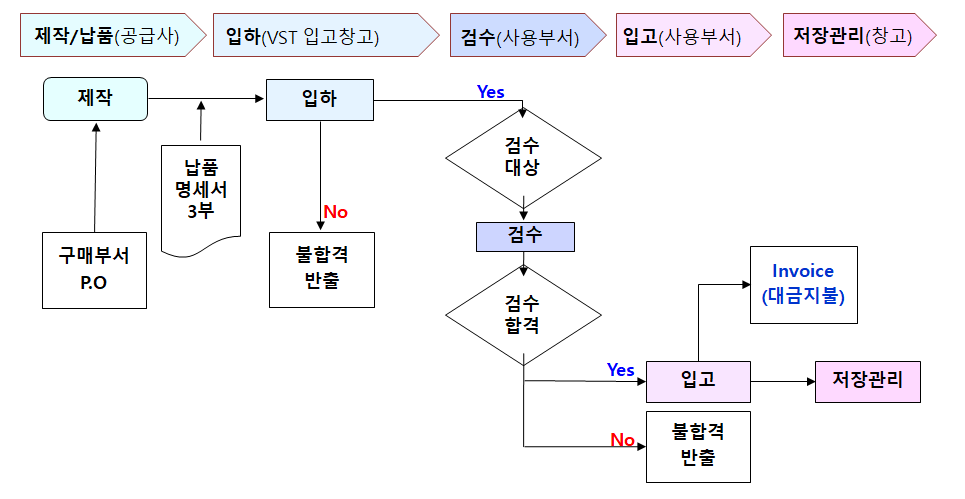 제작/납품(공급사)
입하(VST 입고창고)
검수(사용부서)
입고(사용부서)
저장관리(창고)
제작
입하
Yes
검수
대상
납품
명세서
3부
No
구매부서
P.O
불합격
반출
검수
검수
합격
Invoice
(대금지불)
Yes
입고
저장관리
No
불합격
반출